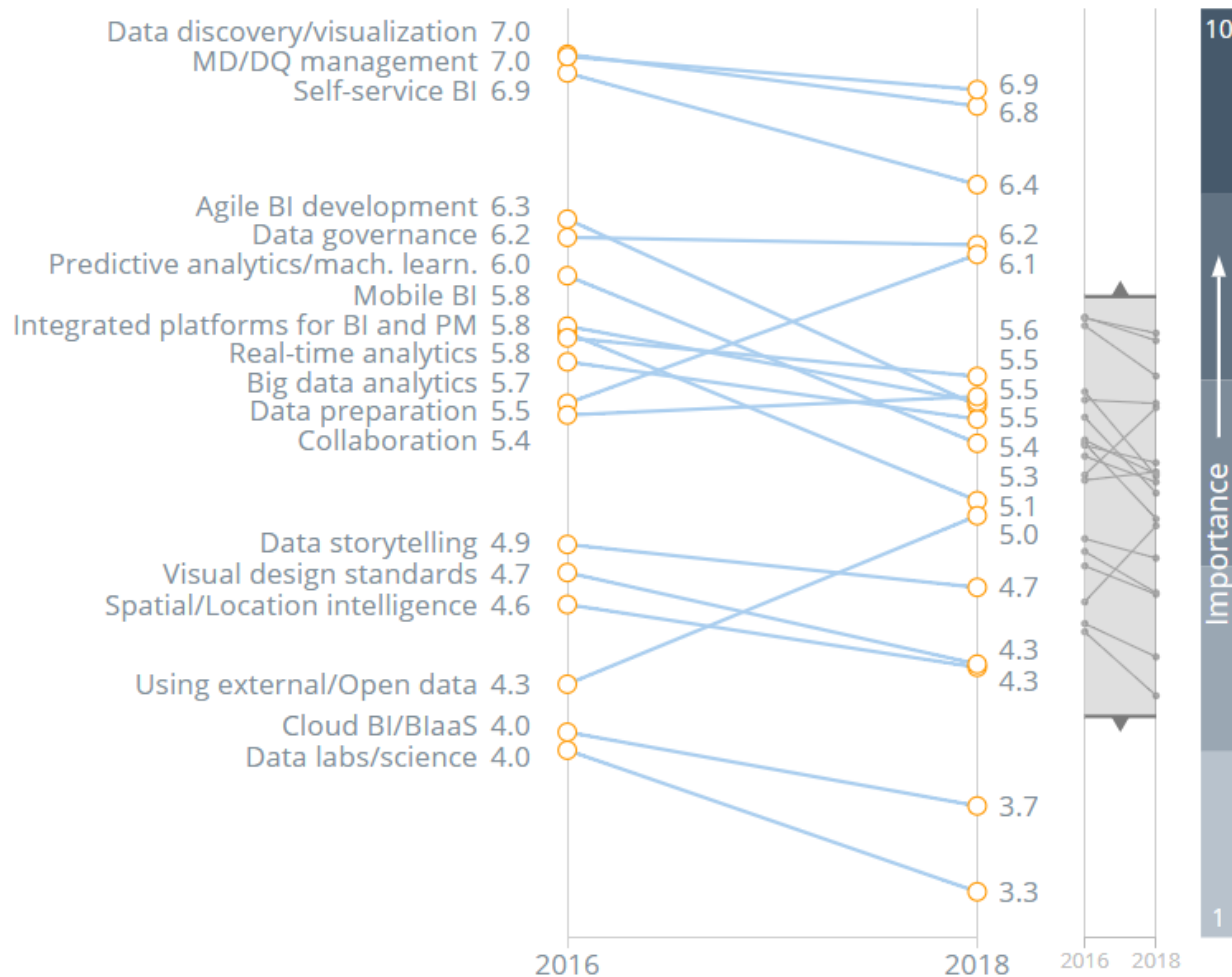 Data discovery/visualization 7.0
MD/DQ management 7.0
Self-service BI 6.9
Agile BI development 6.3
Data governance 6.2
Predictive analytics/mach. learn. 6.0
Mobile BI 5.8
Integrated platforms for BI and PM 5.8
Real-time analytics 5.8
Big data analytics 5.7
Data preparation 5.5
Collaboration 5.4
Data storytelling 4.9
Visual design standards 4.7
Spatial/Location intelligence 4.6
Using external/Open data 4.3
Cloud BI/BIaaS 4.0
Data labs/science 4.0
6.9
6.8
6.4
6.2
6.1
5.6
5.5
5.5
5.5
5.4
5.3
5.1
5.0
4.7
4.3
4.3
3.7
3.3
2016 2018
2016 2018
10
Importance
1